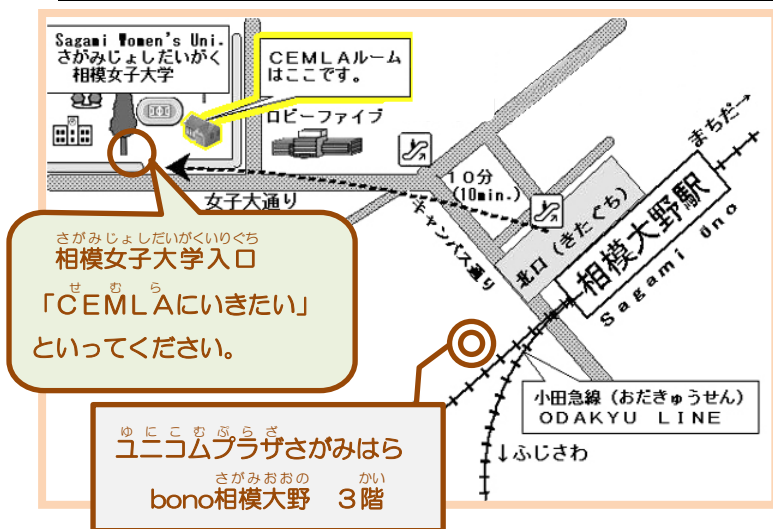 Sagami Women's Uni.
さがみじょしだいがく
相模女子大学
CEMLAルーム
はここです。
ロビーファイブ
まちだ→
10分
(10min.)
女子大通り
キャンパス通り
北口(きたぐち)
相模大野駅
Sagami Ōno
さがみじょしだいがくいりぐち
相模女子大学入口
せむら
「CEMLAにいきたい」
といってください。
小田急線(おだきゅうせん)
ODAKYU LINE
↓ふじさわ
ゆにこむぷらざ
ユニコムプラザさがみはら
さがみおおの かい
bono相模大野 3階